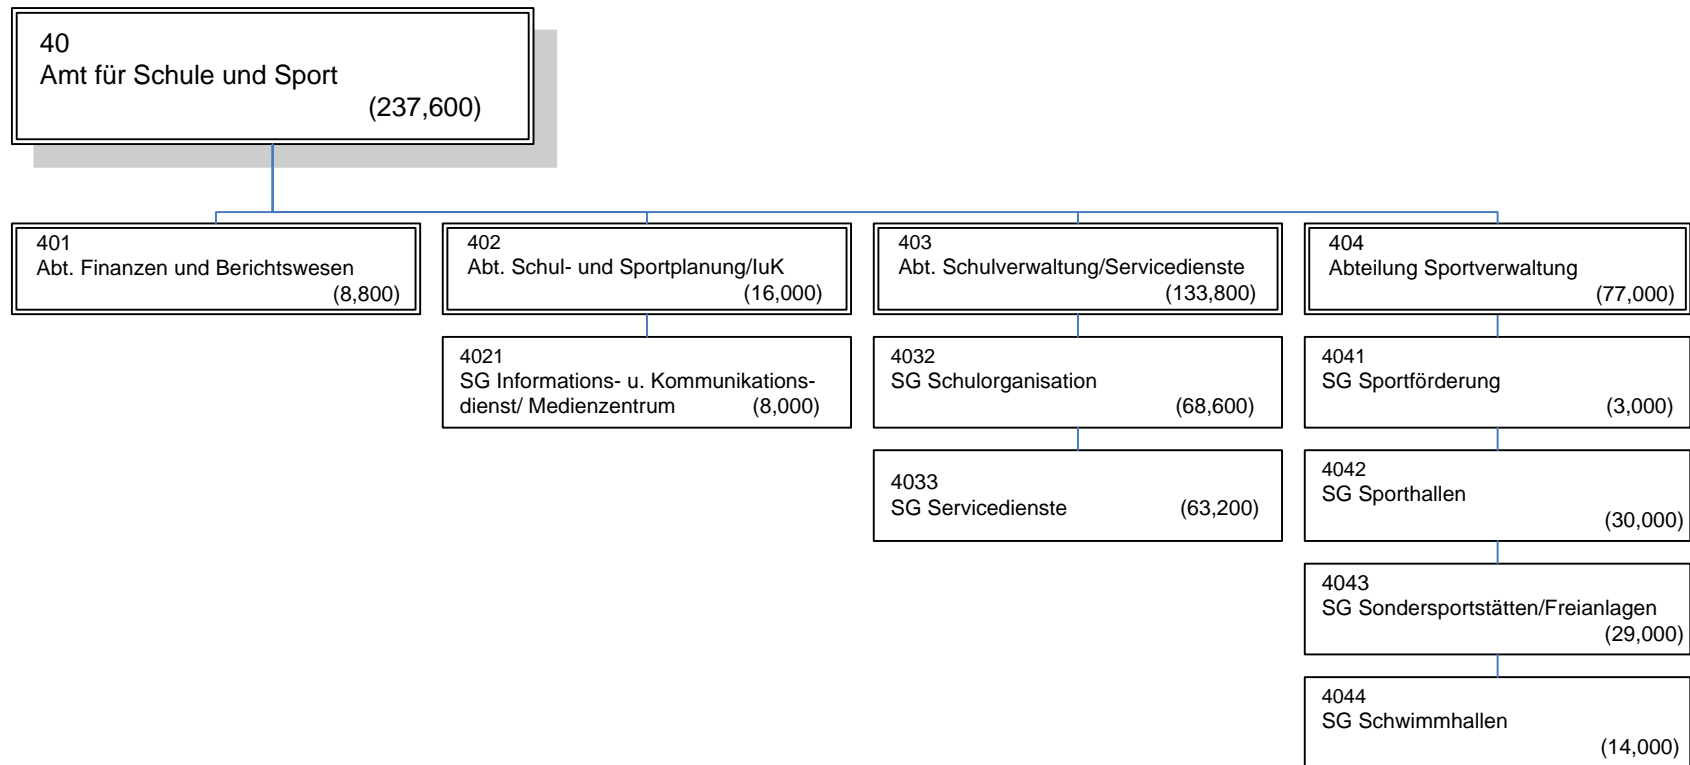 40
Amt für Schule und Sport
(237,600)
401
Abt. Finanzen und Berichtswesen
(8,800)
402
Abt. Schul- und Sportplanung/IuK
(16,000)
4021
SG Informations- u. Kommunikations-
dienst/ Medienzentrum (8,000)
403
Abt. Schulverwaltung/Servicedienste
(133,800)
4032
SG Schulorganisation
(68,600)
4033
SG Servicedienste (63,200)
404
Abteilung Sportverwaltung
(77,000)
4041
SG Sportförderung
(3,000)
4042
SG Sporthallen
(30,000)
4043
SG Sondersportstätten/Freianlagen
(29,000)
4044
SG Schwimmhallen
(14,000)